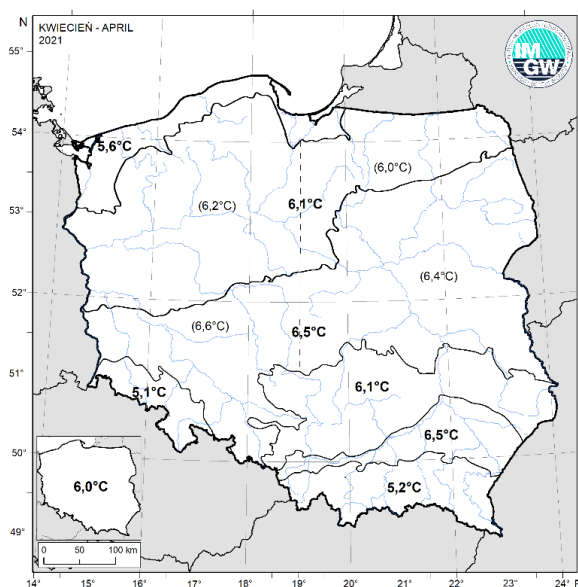 N
KWIECIEŃ - APRIL
2021
IM
GW
55°
54°
53°
52°
51°
50°
49°
5,6°C
(6,0°C)
(6,2°C)
6,1°C
(6,4°C)
(6,6°C)
6,5°C
5,1°C
6,1°C
6,5°C
5,2°C
6,0°C
0 50 100 km
14° 15° 16° 17° 18° 19° 20° 21° 22° 23° 24° E